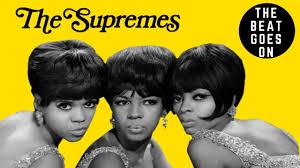 The Supremes
THE
BEAT
GOES
ON